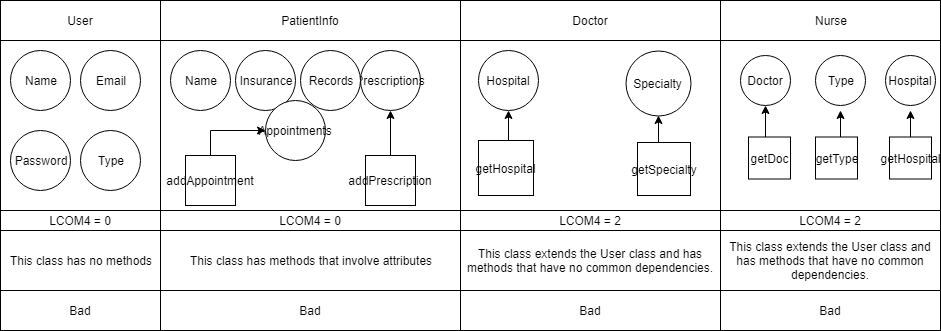 User
PatientInfo
Doctor
Nurse
Name
Email
Password
Type
Name
Insurance
Records
Prescriptions
Appointments
addAppointment
addPrescription
Hospital
Specialty
getHospital
getSpecialty
Doctor
Type
Hospital
getDoc
getType
getHospital
LCOM4 = 0
LCOM4 = 0
LCOM4 = 2
LCOM4 = 2
This class has no methods
This class has methods that involve attributes
This class extends the User class and has
methods that have no common dependencies.
This class extends the User class and
has methods that have no common
dependencies.
Bad
Bad
Bad
Bad